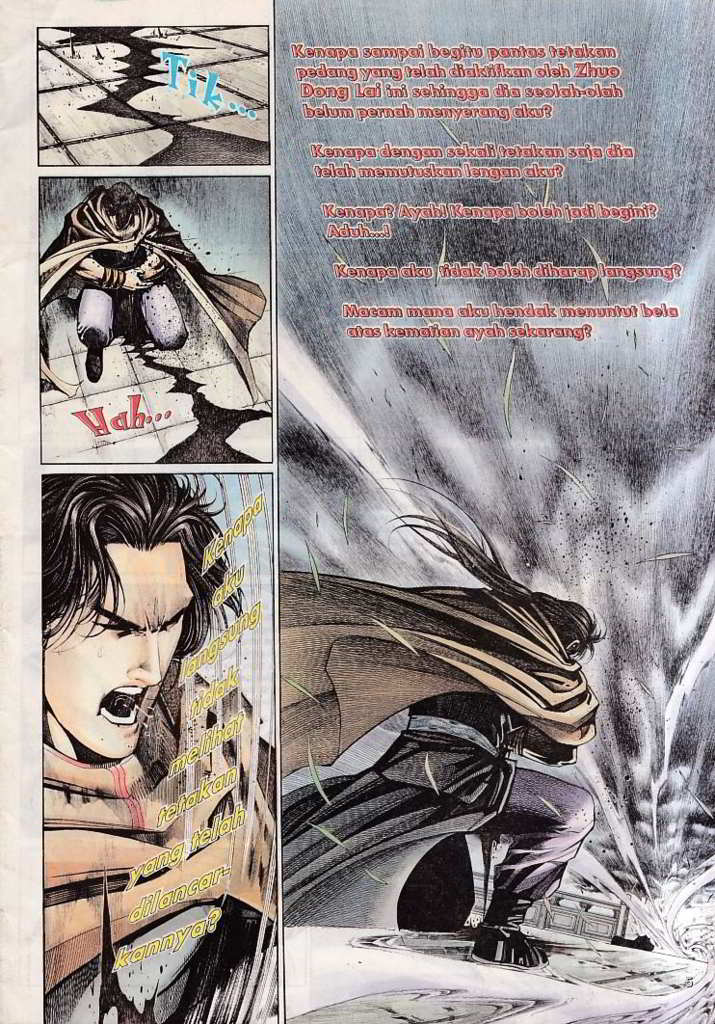 Tik...
Hah...
Kenapa
aku
langsung
tidak
melihat
tetakan
yang telah
dilancar-
kannya?
Kenapa sampai begitu pantas tetakan
pedang yang telah diaktifkan oleh Zhuo
Dong Lai ini sehingga dia seolah-olah
belum pernah menyerang aku?
Kenapa dengan sekali tetakan saja dia
telah memutuskan lengan aku?
Kenapa? Ayah! Kenapa boleh jadi begini?
Aduh...!
Kenapa aku tidak boleh diharap langsung?
Macam mana aku hendak menuntut bela
atas kematian ayah sekarang?
5